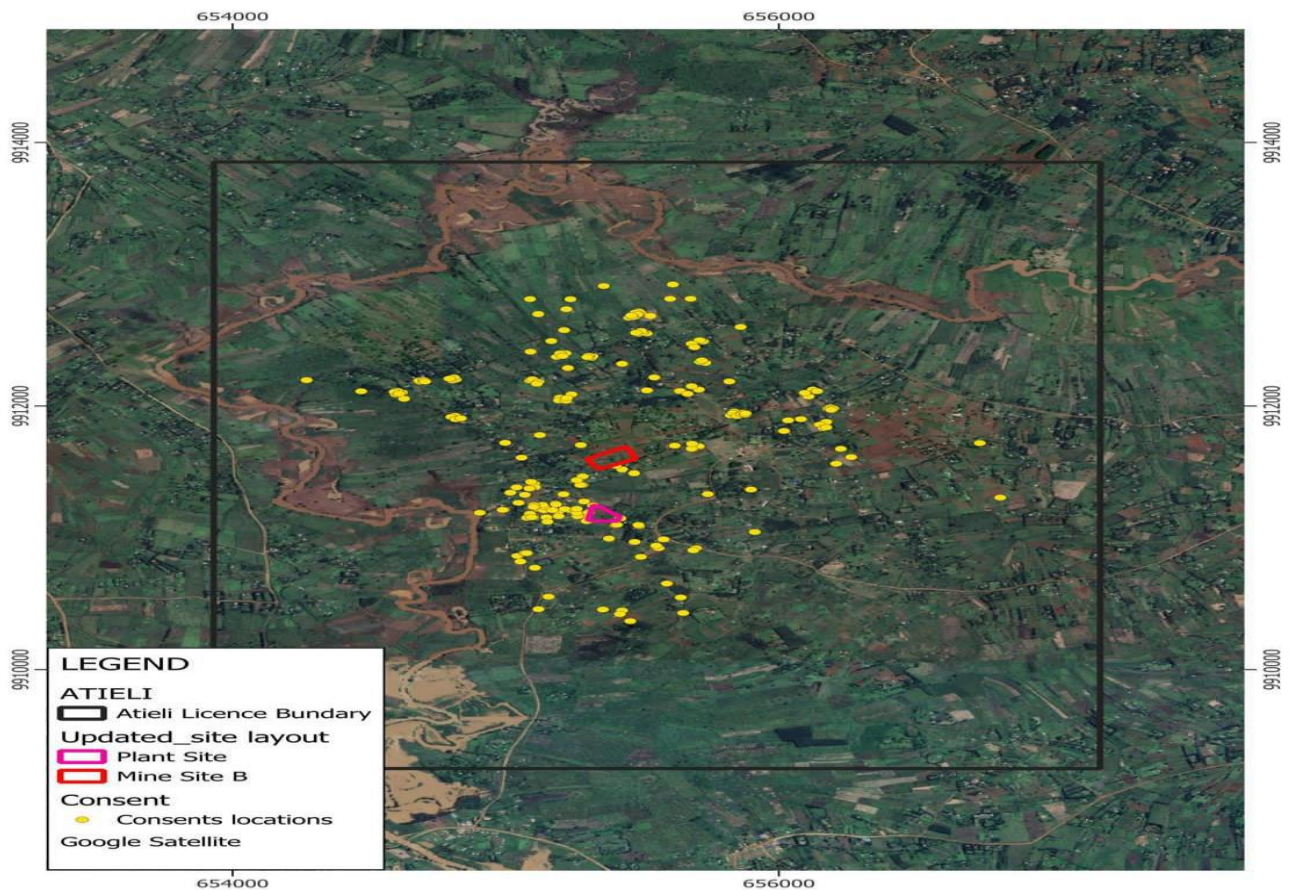 654000
656000
9914000
9914000
9912000
9912000
9910000
9910000
LEGEND
ATIELI
Atieli Licence Bundary
Updated_site layout
Plant Site
Mine Site B
Consent
Consents locations
Google Satellite
654000
656000